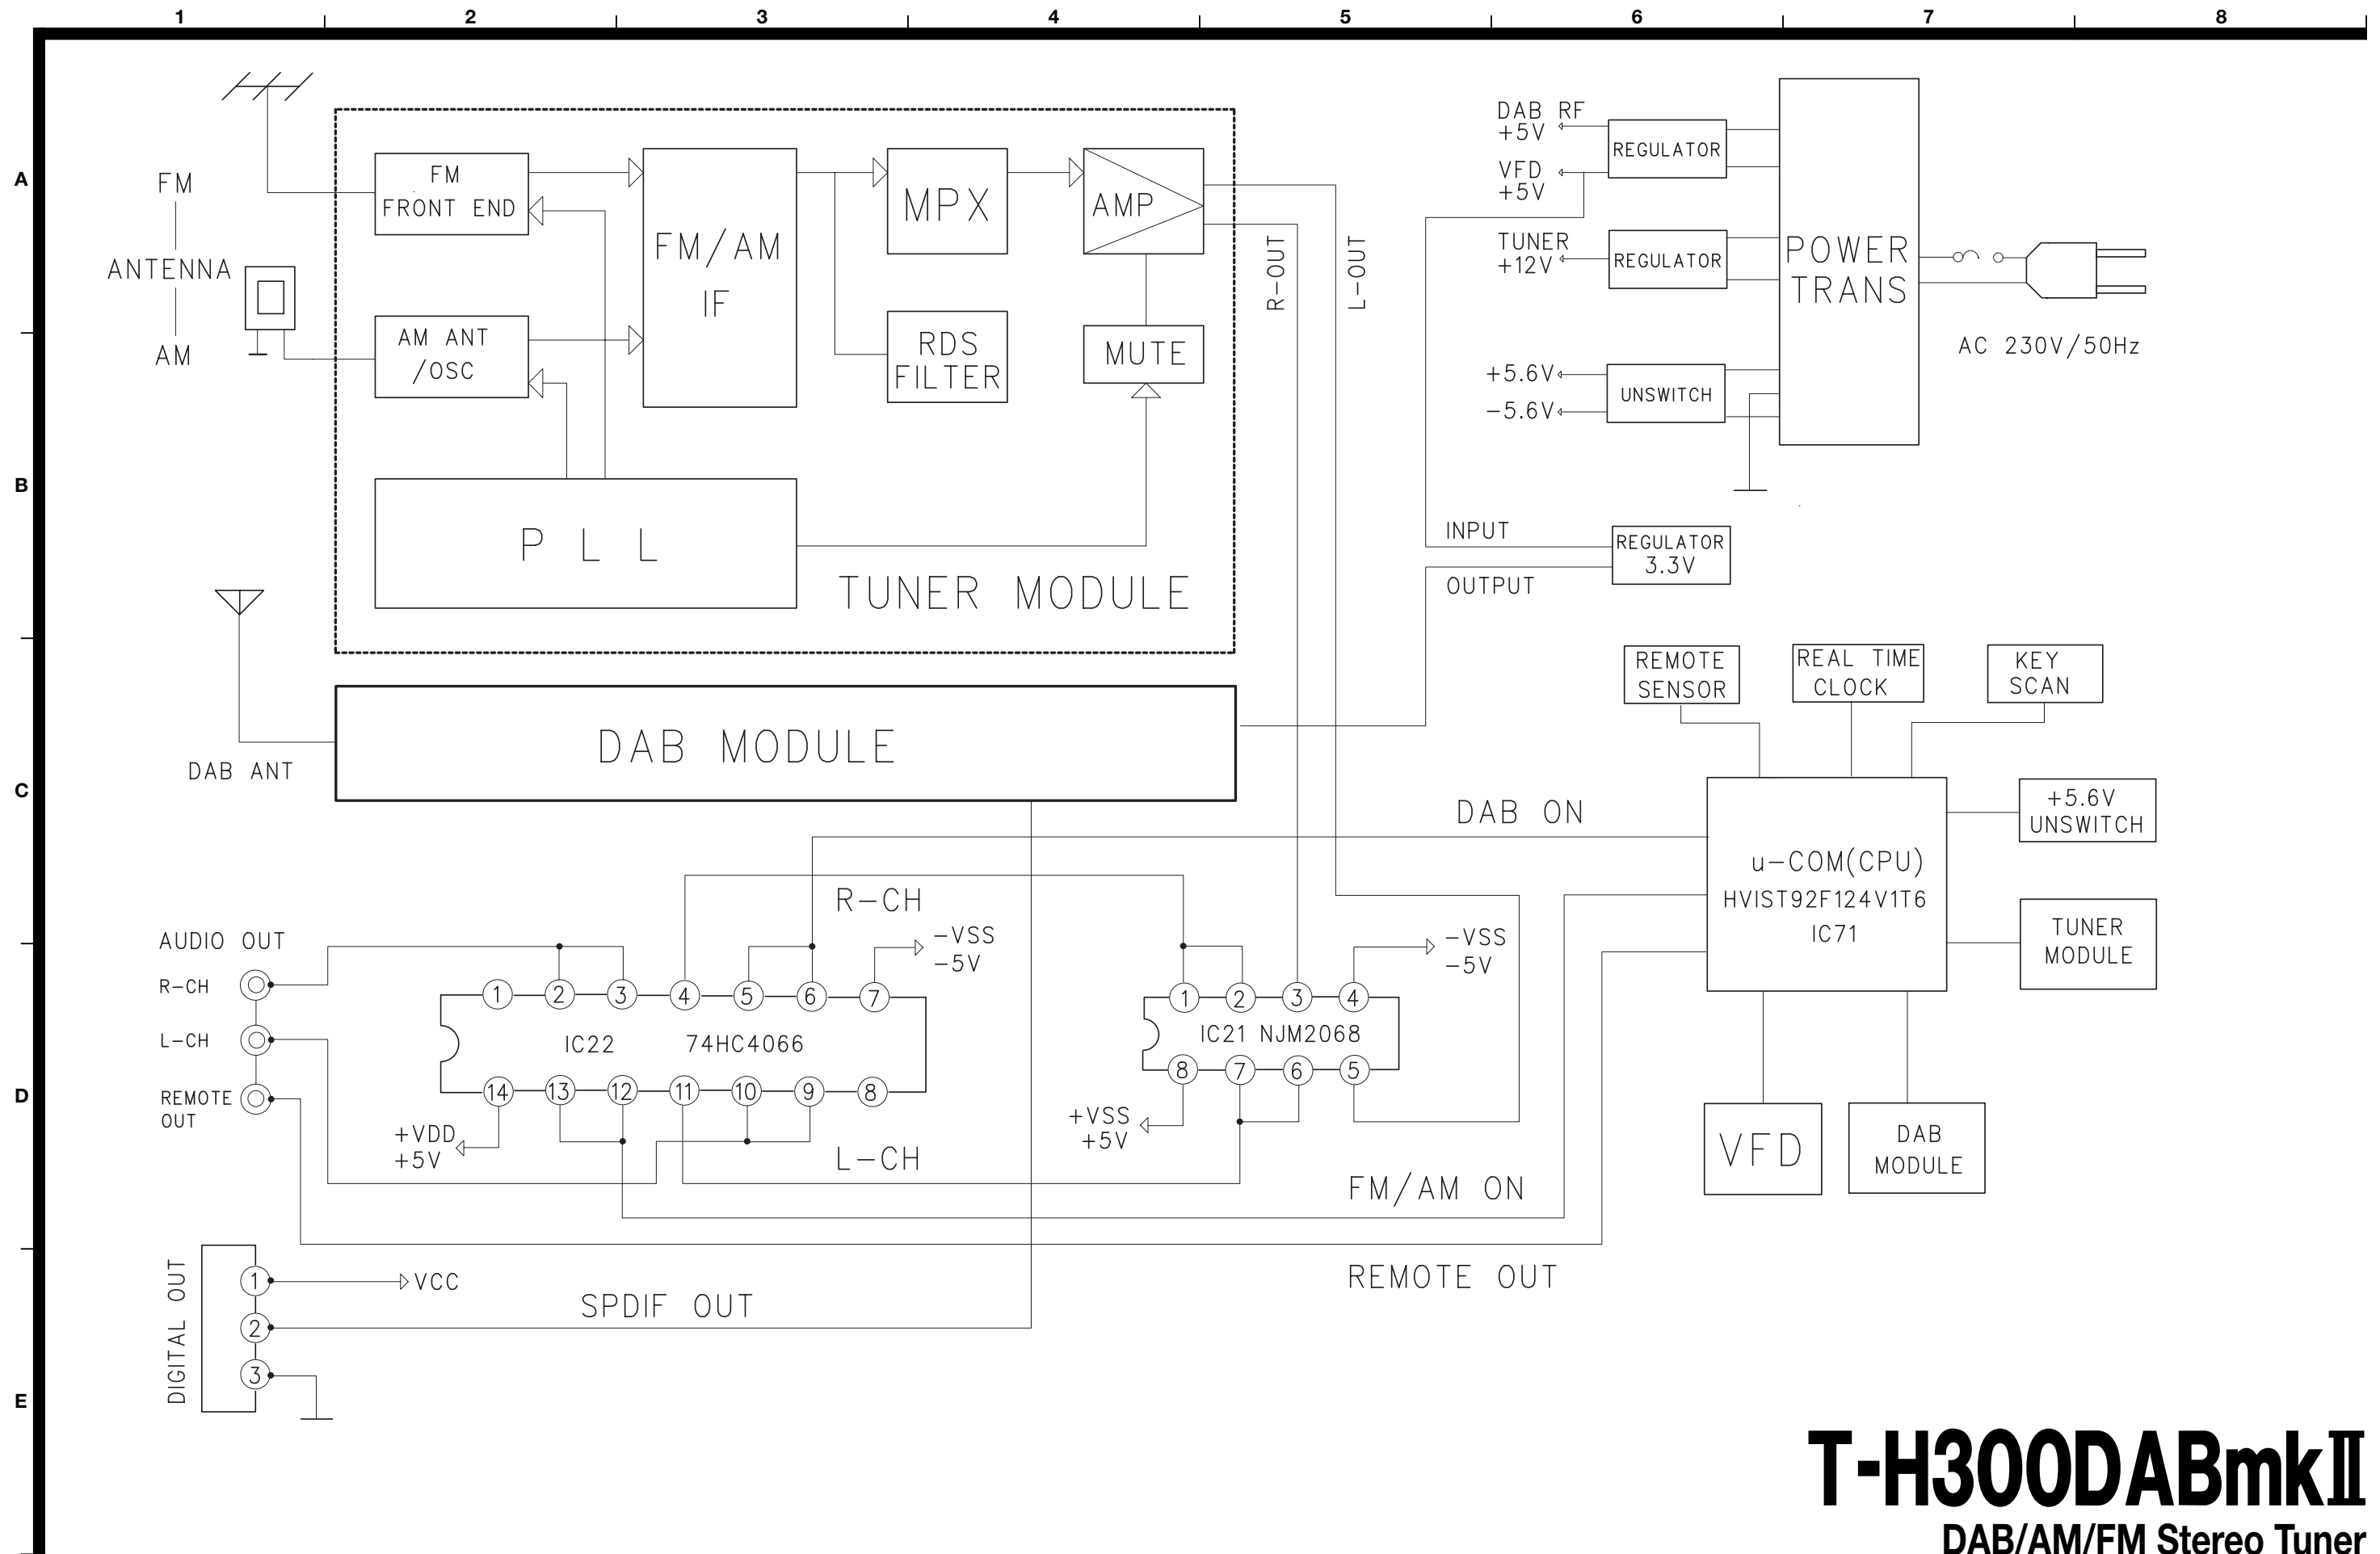 1 2 3 4 5 6 7 8
A
B
C
D
E
FM
ANTENNA
AM
FM
FRONT END
AM ANT
/OSC
FM/AM
IF
MPX
RDS
FILTER
AMP
MUTE
P L L
TUNER MODULE
R-OUT
L-OUT
DAB RF
+5V
VFD
+5V
REGULATOR
TUNER
+12V
REGULATOR
+5.6V
-5.6V
UNSWITCH
POWER
TRANS
AC 230V/50Hz
INPUT
OUTPUT
REGULATOR
3.3V
DAB ANT
DAB MODULE
REMOTE
SENSOR
REAL TIME
CLOCK
KEY
SCAN
DAB ON
u-COM(CPU)
HVIST92F124V1T6
IC71
+5.6V
UNSWITCH
TUNER
MODULE
VFD
DAB
MODULE
R-CH
-VSS
-5V
-VSS
-5V
AUDIO OUT
R-CH
L-CH
REMOTE
OUT
1 2 3 4 5 6 7
IC22 74HC4066
14 13 12 11 10 9 8
+VDD
+5V
L-CH
1 2 3 4
IC21 NJM2068
8 7 6 5
+VSS
+5V
FM/AM ON
REMOTE OUT
DIGITAL OUT
1
2
3
VCC
SPDIF OUT
T-H300DABmkⅡ
DAB/AM/FM Stereo Tuner